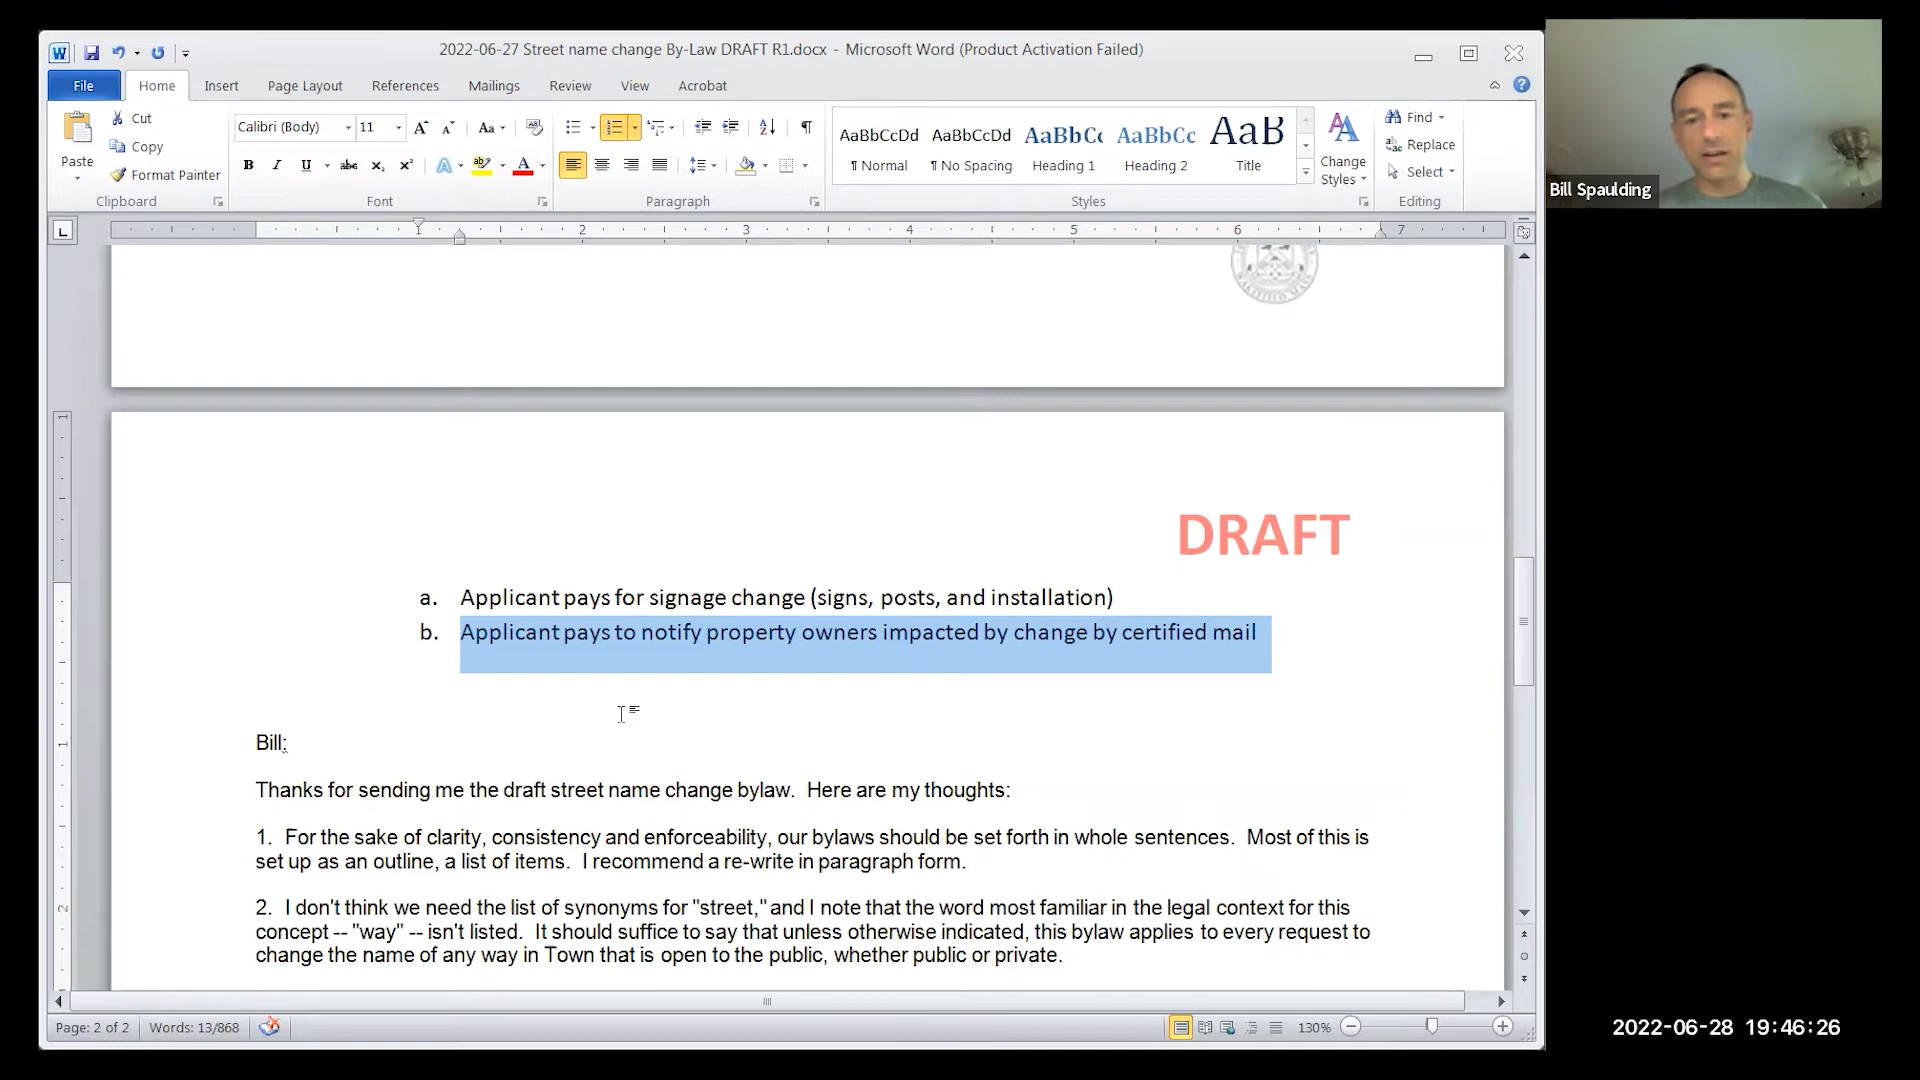 2022-06-27 Street name change By-Law DRAFT R1.docx - Microsoft Word (Product Activation Failed)
File Home Insert Page Layout References Mailings Review View Acrobat
Paste
Cut
Copy
Format Painter
Clipboard
Calibri (Body) 11
Font
Paragraph
AaBbCcDd AaBbCcDd AaBbCc AaBbCc AaB
¶ Normal ¶ No Spacing Heading 1 Heading 2 Title
Change
Styles
Styles
Find
Replace
Select
Editing
Bill Spaulding
1 2 3 4 5 6 7
DRAFT
a. Applicant pays for signage change (signs, posts, and installation)
b. Applicant pays to notify property owners impacted by change by certified mail
Bill:
Thanks for sending me the draft street name change bylaw. Here are my thoughts:
1. For the sake of clarity, consistency and enforceability, our bylaws should be set forth in whole sentences. Most of this is
set up as an outline, a list of items. I recommend a re-write in paragraph form.
2. I don't think we need the list of synonyms for "street," and I note that the word most familiar in the legal context for this
concept -- "way" -- isn't listed. It should suffice to say that unless otherwise indicated, this bylaw applies to every request to
change the name of any way in Town that is open to the public, whether public or private.
Page: 2 of 2 Words: 13/868 130%
2022-06-28 19:46:26